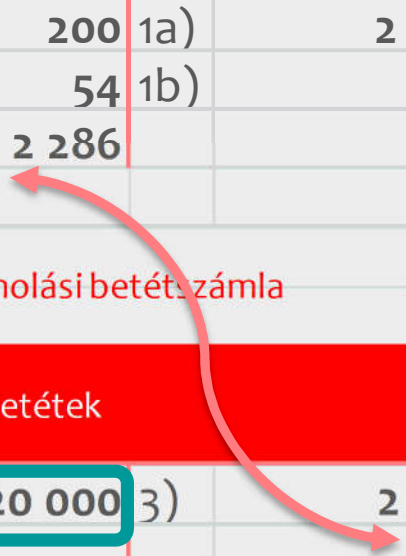 200 1a) 2
54 1b)
2 286
nolási betétszámla
etétek
20 000 3) 2